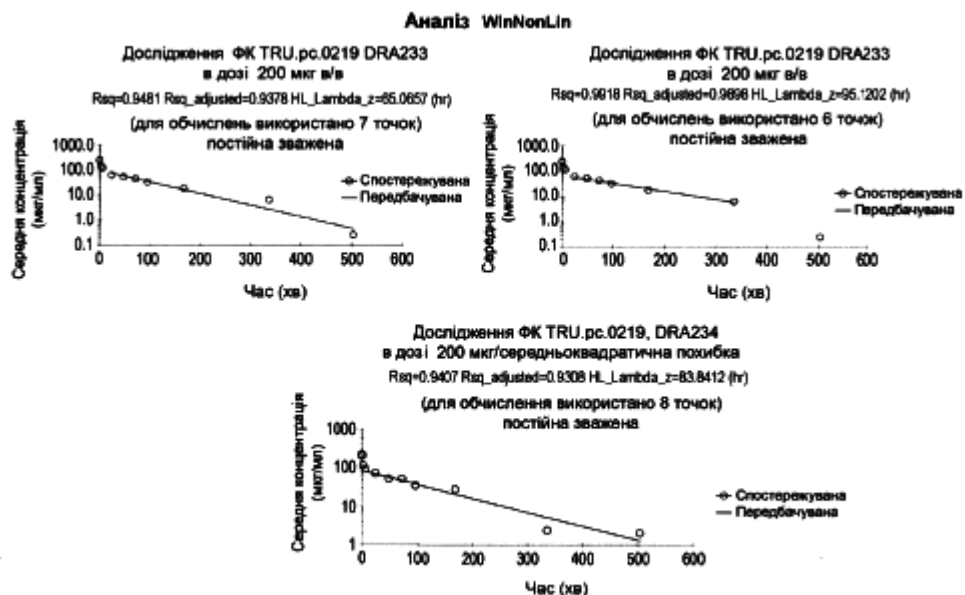 Аналіз WinNonLin
Дослідження ФК TRU.pc.0219 DRA233
в дозі 200 мкг в/в
Rsq=0.9481 Rsq_adjusted=0.9378 HL_Lambda_z=65.0657 (hr)
(для обчислень використано 7 точок)
постійна зважена
Середня концентрація
(мкг/мл)
1000.0
100.0
10.0
1.0
0.1
0 100 200 300 400 500 600
Час (хв)
Спостережувана
Передбачувана
Дослідження ФК TRU.pc.0219 DRA233
в дозі 200 мкг в/в
Rsq=0.9918 Rsq_adjusted=0.9898 HL_Lambda_z=95.1202 (hr)
(для обчислень використано 6 точок)
постійна зважена
Середня концентрація
(мкг/мл)
1000.0
100.0
10.0
1.0
0.1
0 100 200 300 400 500 600
Час (хв)
Спостережувана
Передбачувана
Дослідження ФК TRU.pc.0219, DRA234
в дозі 200 мкг/середньоквадратична похибка
Rsq=0.9407 Rsq_adjusted=0.9308 HL_Lambda_z=83.8412 (hr)
(для обчислення використано 8 точок)
постійна зважена
Середня концентрація
(мкг/мл)
1000
100
10
1
0 100 200 300 400 500 600
Час (хв)
Спостережувана
Передбачувана